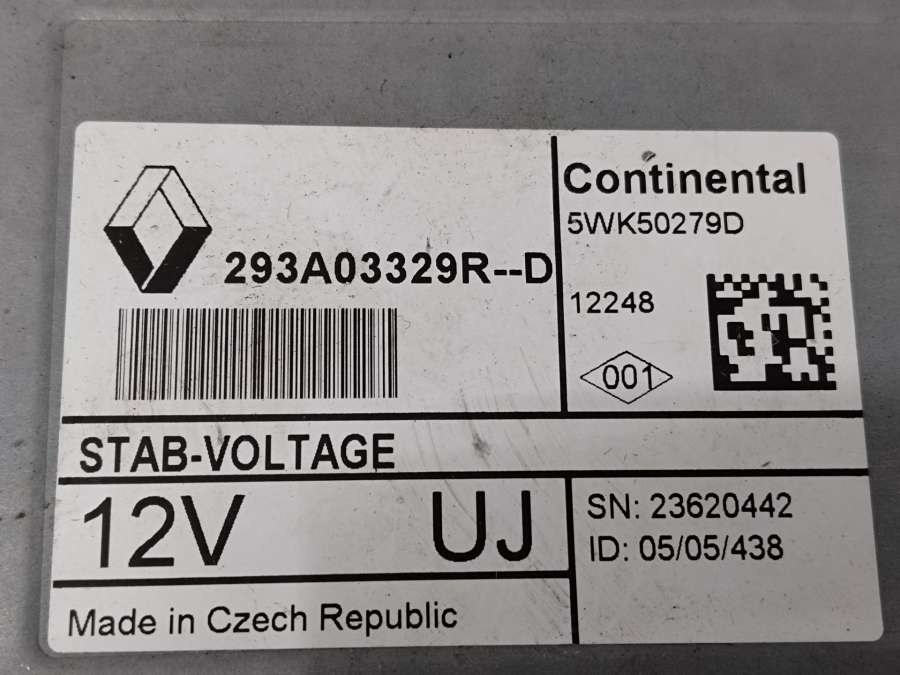 293A03329R--D
Continental
5WK50279D
12248
001
STAB-VOLTAGE
12V UJ
SN: 23620442
ID: 05/05/438
Made in Czech Republic